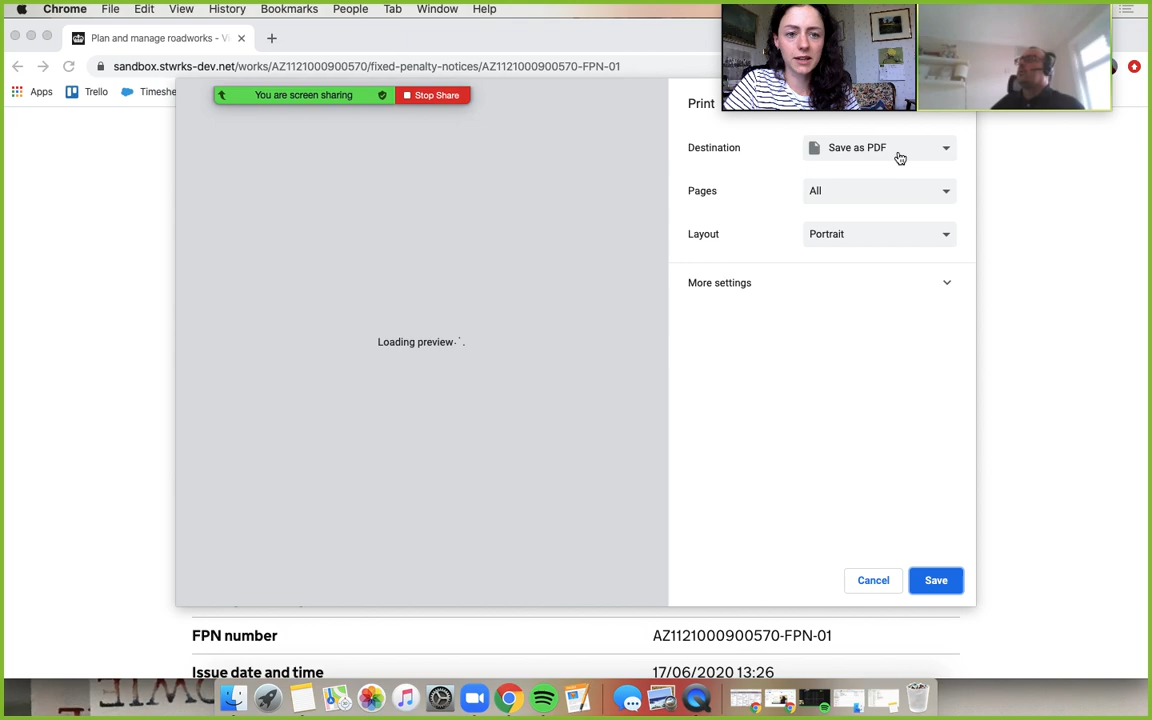 Chrome File Edit View History Bookmarks People Tab Window Help
Plan and manage roadworks - V
sandbox.stwrks-dev.net/works/AZ1121000900570/fixed-penalty-notices/AZ1121000900570-FPN-01
Apps Trello Timeshe
You are screen sharing Stop Share
Print
Destination Save as PDF
Pages All
Layout Portrait
More settings
Loading preview...
Cancel Save
FPN number AZ1121000900570-FPN-01
Issue date and time 17/06/2020 13:26